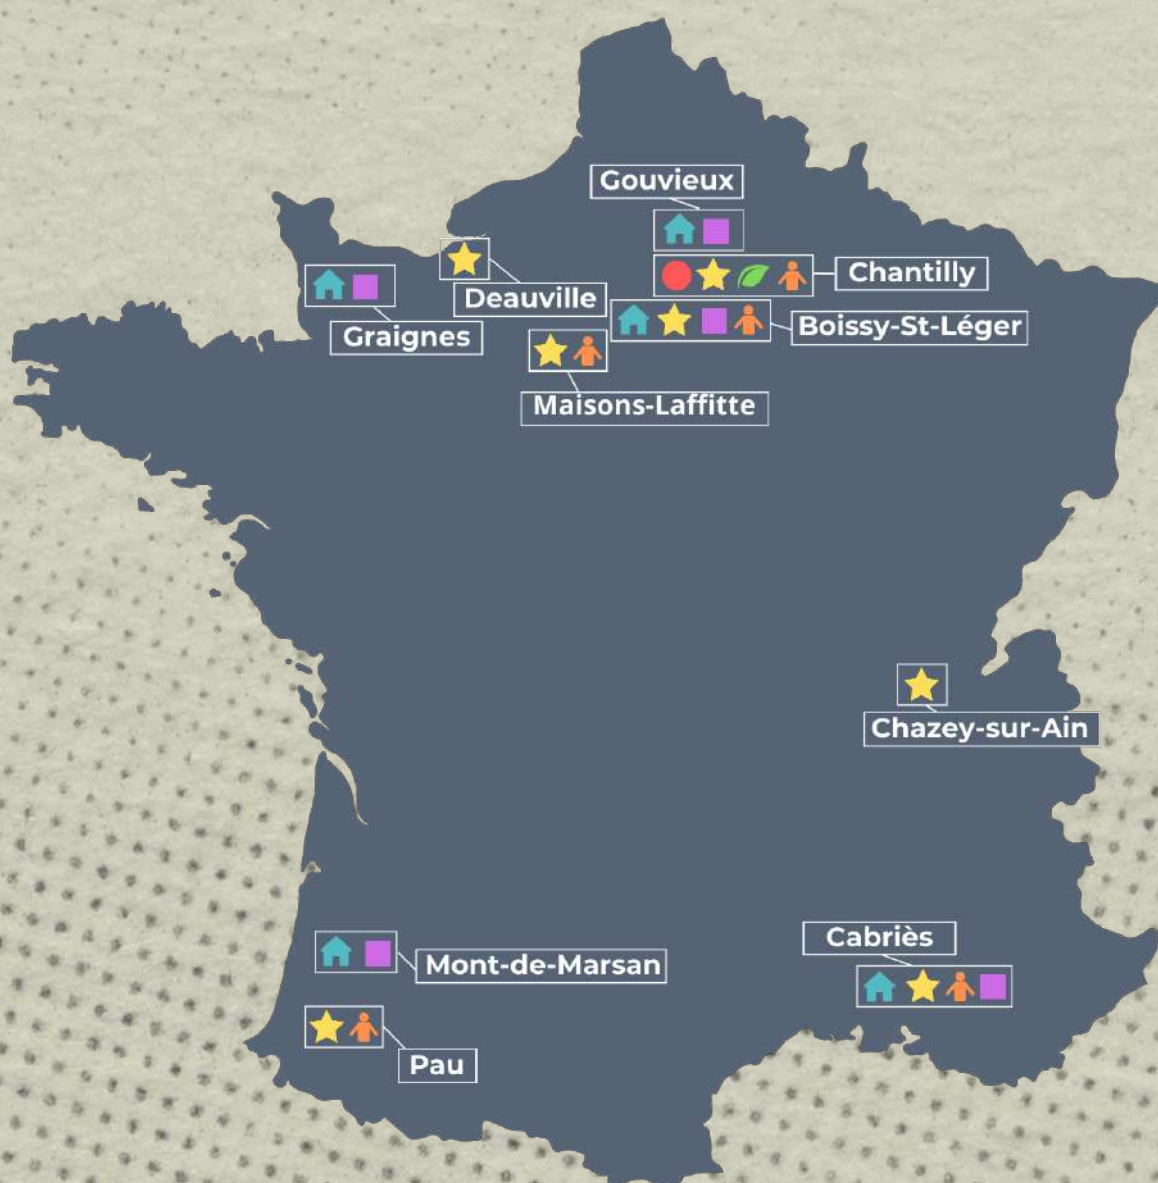 Gouvieux
Chantilly
Deauville
Boissy-St-Léger
Graignes
Maisons-Laffitte
Chazey-sur-Ain
Cabriès
Mont-de-Marsan
Pau